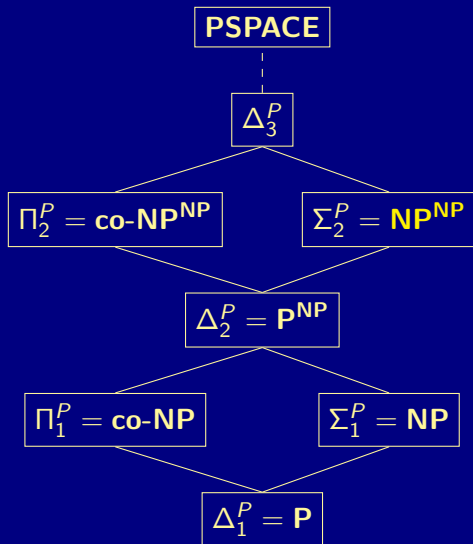 PSPACE
Δ₃ᴾ
Π₂ᴾ = co-NPᴺᴾ
Σ₂ᴾ = NPᴺᴾ
Δ₂ᴾ = Pᴺᴾ
Π₁ᴾ = co-NP
Σ₁ᴾ = NP
Δ₁ᴾ = P